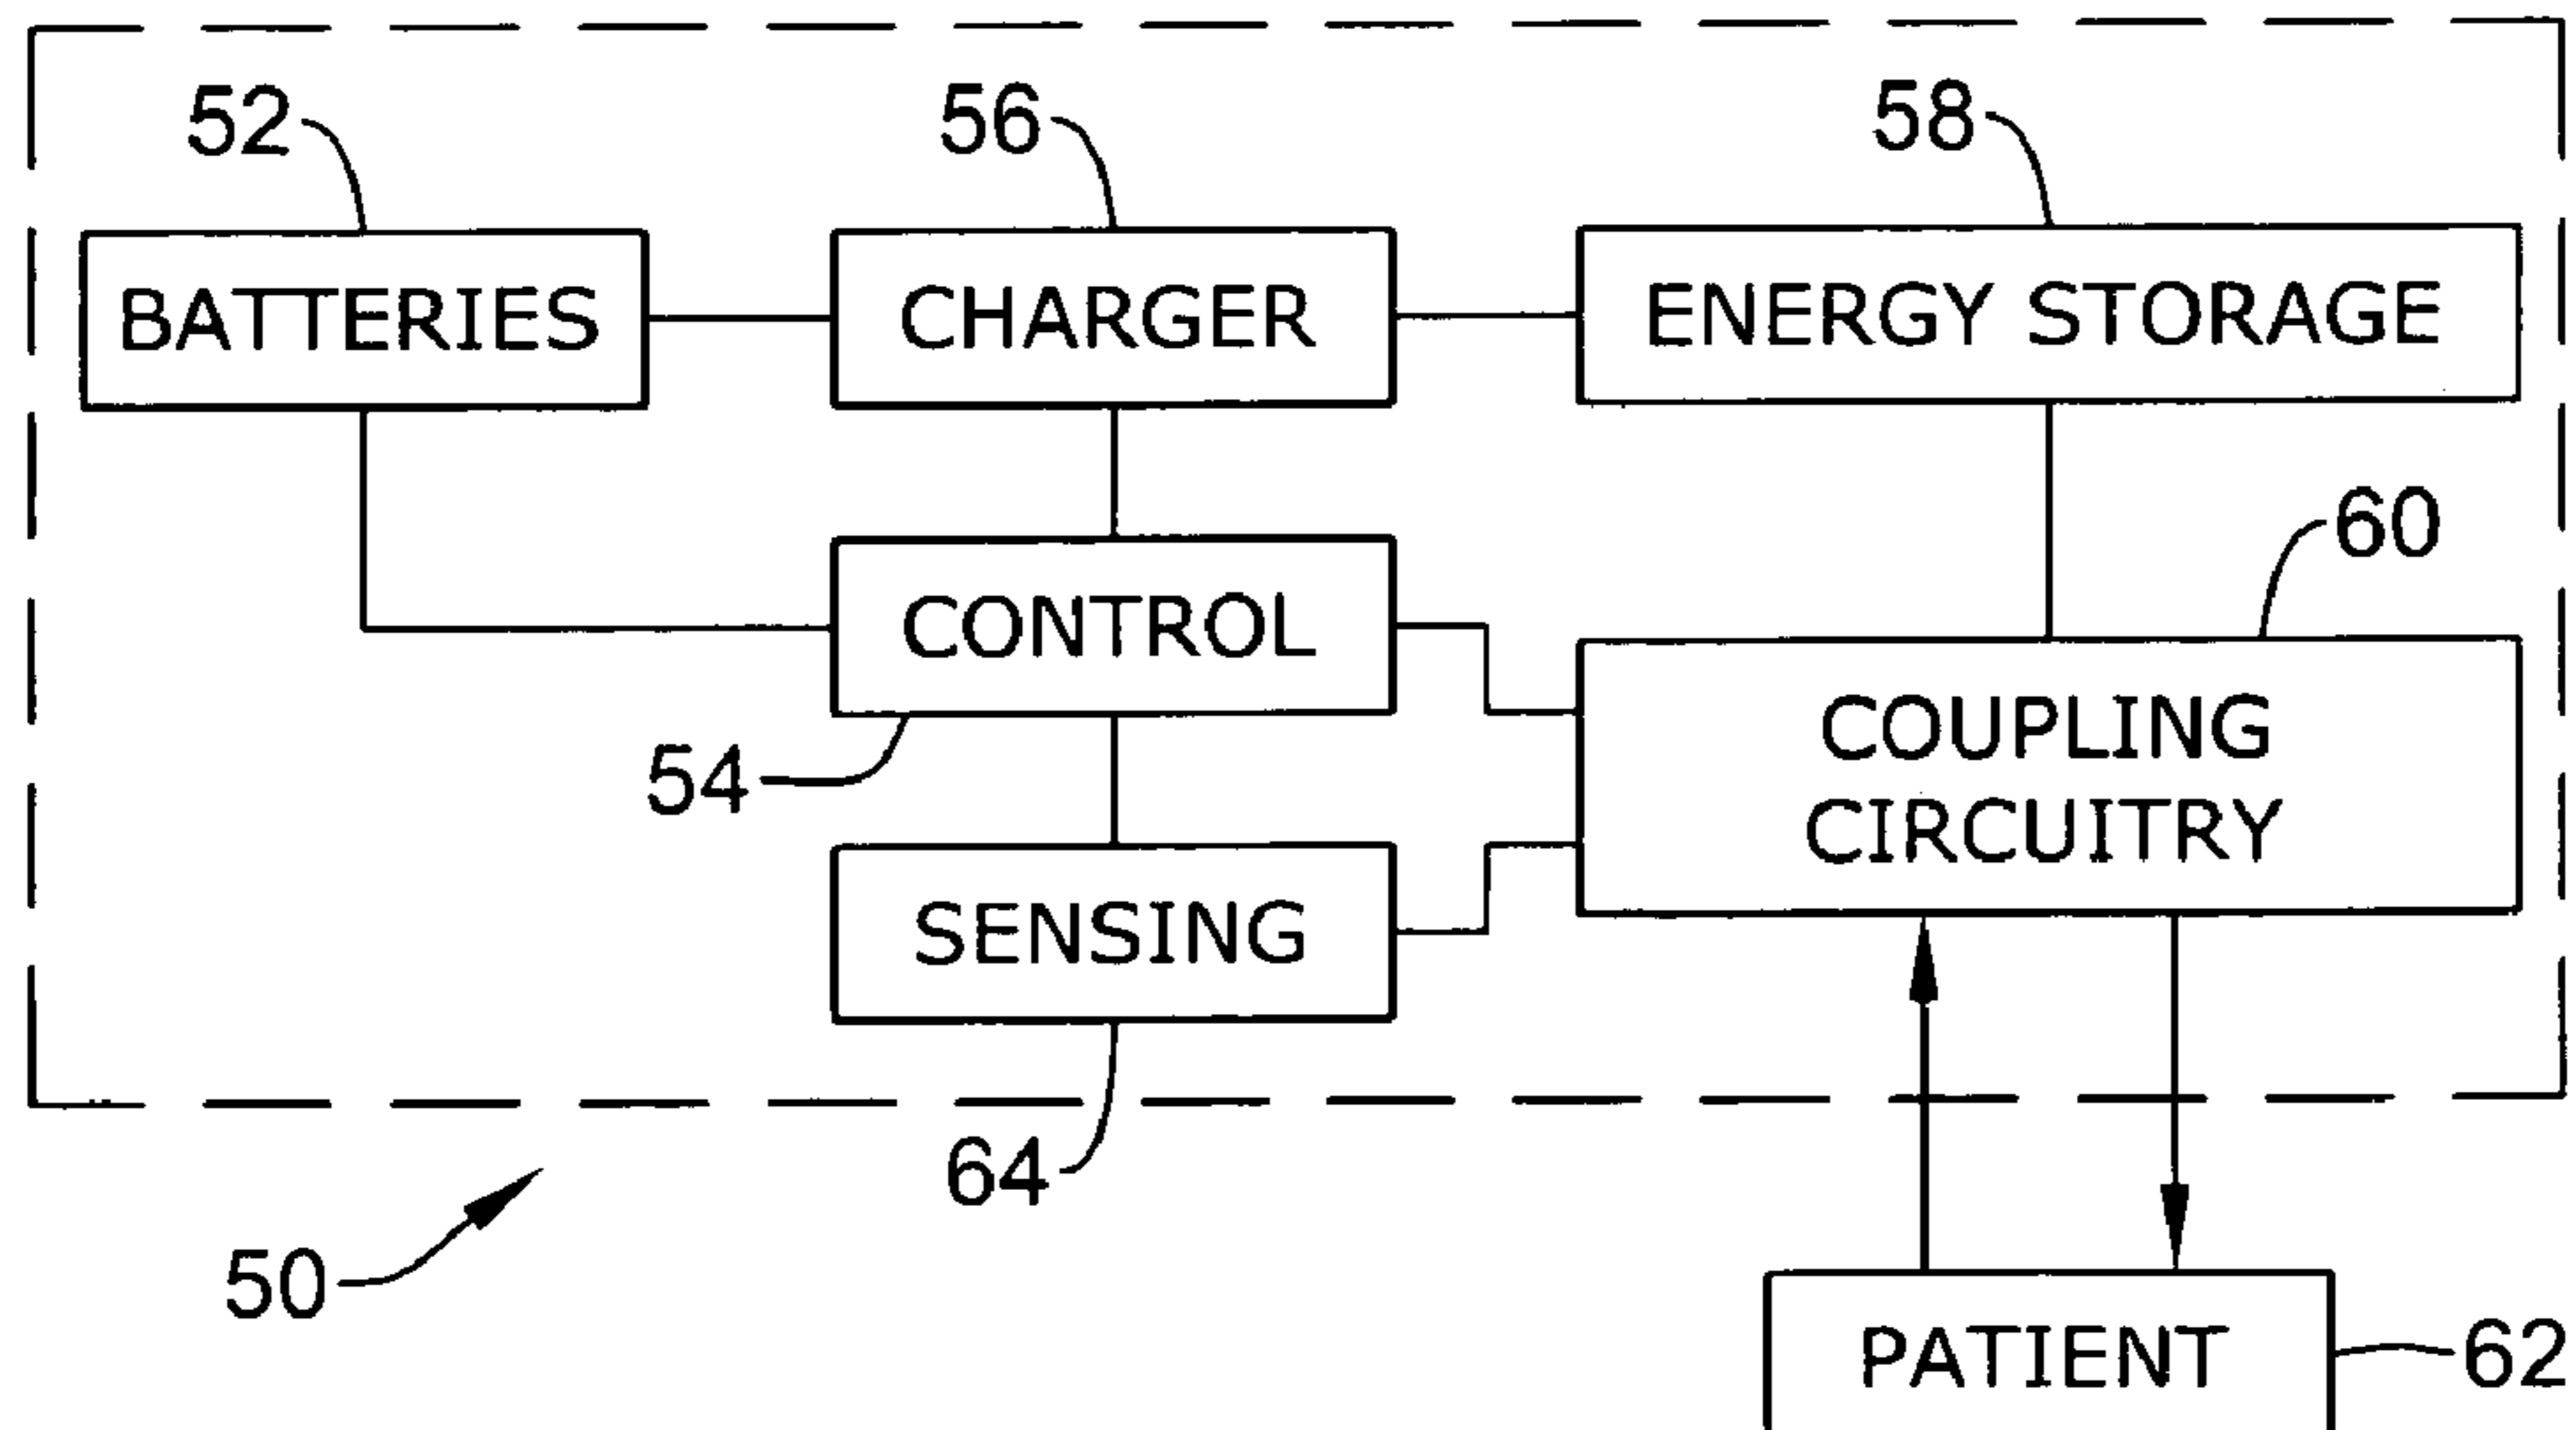 52
56
58
BATTERIES
CHARGER
ENERGY STORAGE
60
CONTROL
COUPLING
CIRCUITRY
54
SENSING
64
50
PATIENT
62